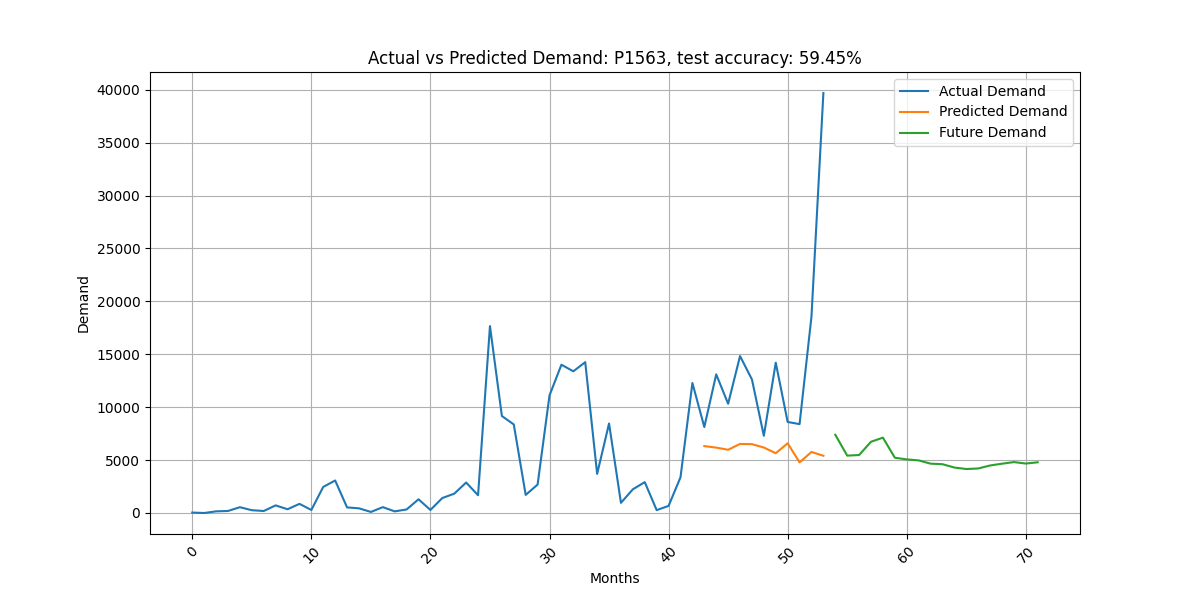 Actual vs Predicted Demand: P1563, test accuracy: 59.45%
Actual Demand
Predicted Demand
Future Demand
40000
35000
30000
25000
20000
15000
10000
5000
0
Demand
0 10 20 30 40 50 60 70
Months